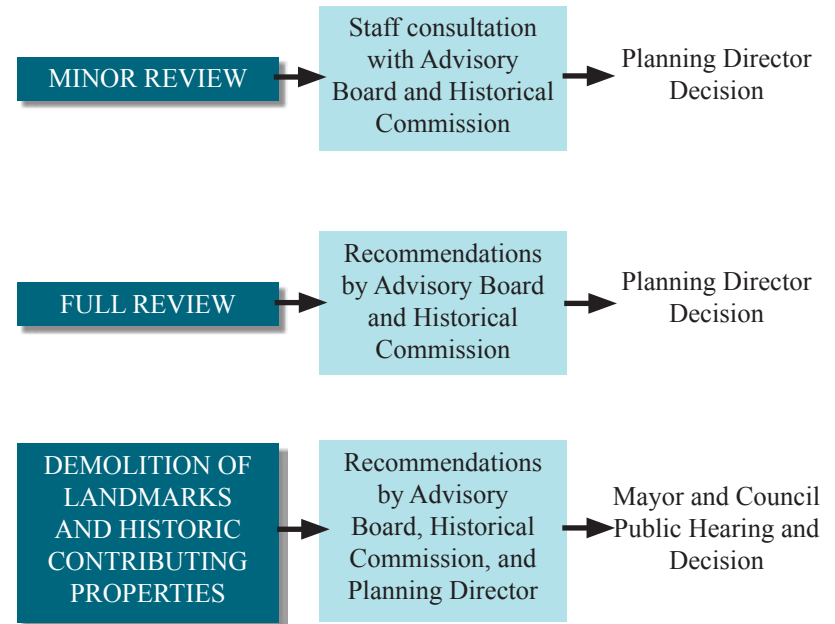 MINOR REVIEW
Staff consultation
with Advisory
Board and Historical
Commission
Planning Director
Decision
FULL REVIEW
Recommendations
by Advisory Board
and Historical
Commission
Planning Director
Decision
DEMOLITION OF
LANDMARKS
AND HISTORIC
CONTRIBUTING
PROPERTIES
Recommendations
by Advisory
Board, Historical
Commission, and
Planning Director
Mayor and Council
Public Hearing and
Decision